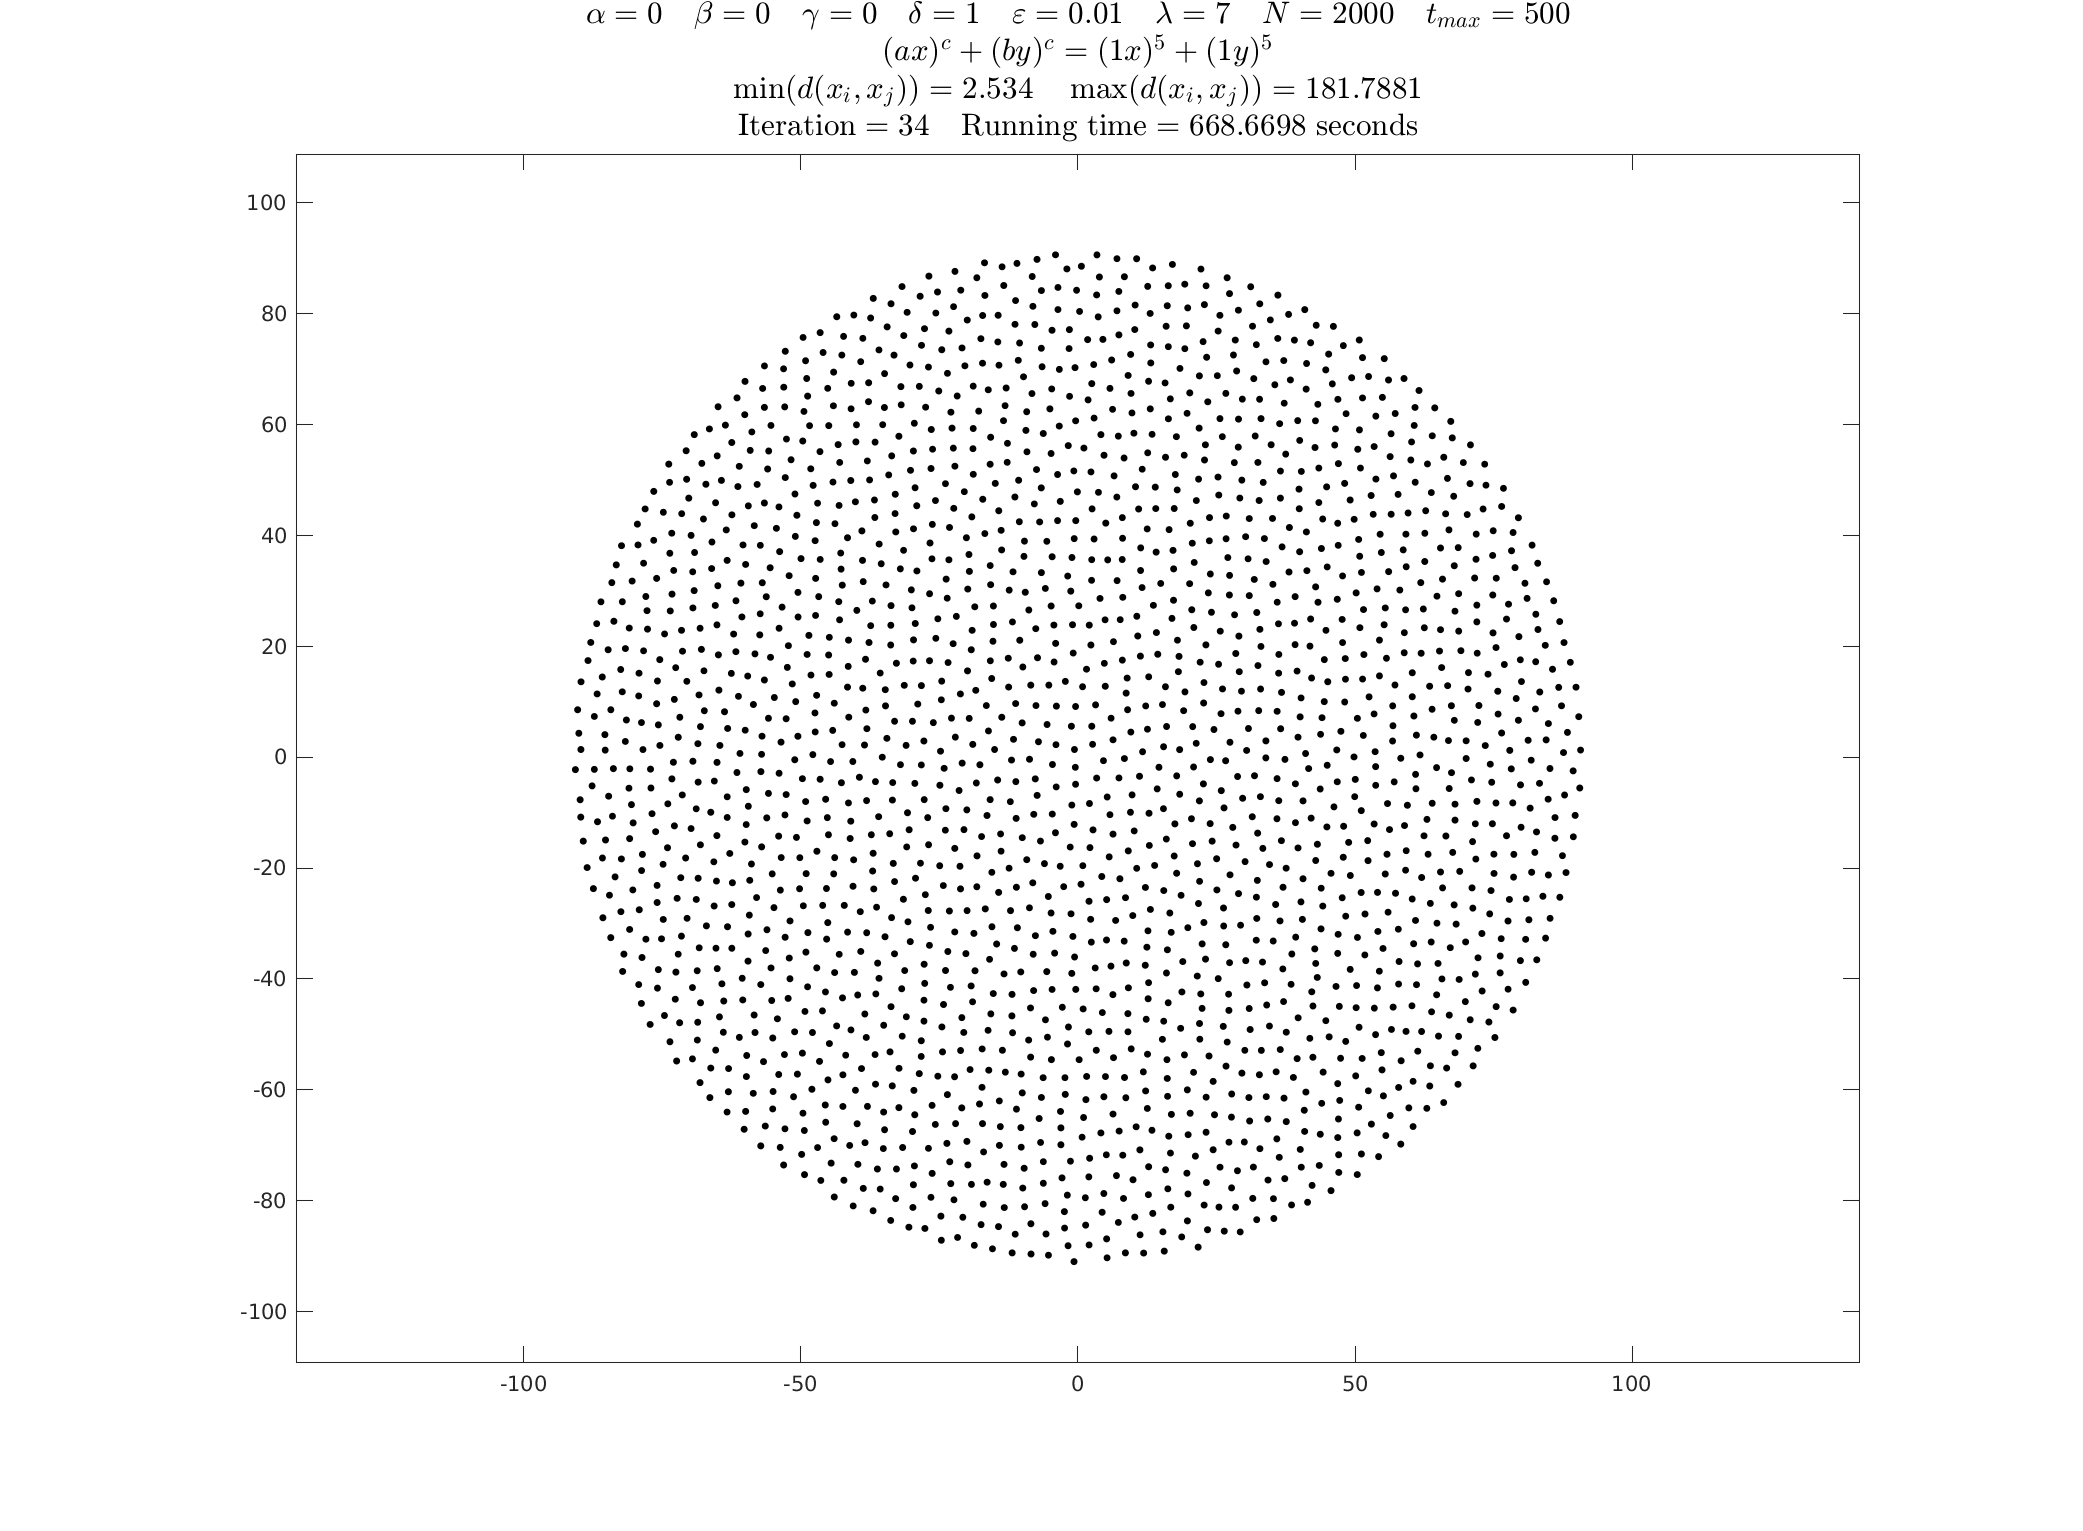 α = 0 β = 0 γ = 0 δ = 1 ε = 0.01 λ = 7 N = 2000 t_{max} = 500
(ax)^c + (by)^c = (1x)^5 + (1y)^5
min(d(x_i, x_j)) = 2.534 max(d(x_i, x_j)) = 181.7881
Iteration = 34 Running time = 668.6698 seconds
100
80
60
40
20
0
-20
-40
-60
-80
-100
-100 -50 0 50 100